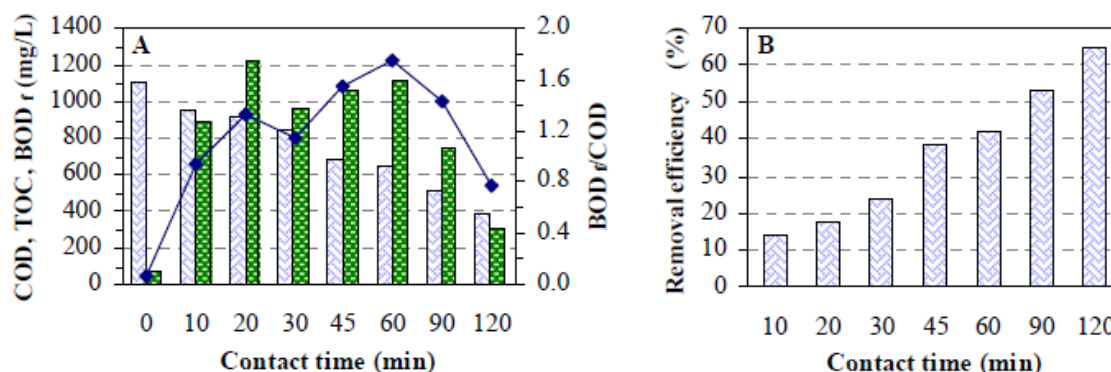 A
COD, TOC, BOD f (mg/L)
1400
1200
1000
800
600
400
200
0
2.0
1.6
1.2
0.8
0.4
0.0
BOD f/COD
0 10 20 30 45 60 90 120
Contact time (min)
B
Removal efficiency (%)
70
60
50
40
30
20
10
0
10 20 30 45 60 90 120
Contact time (min)